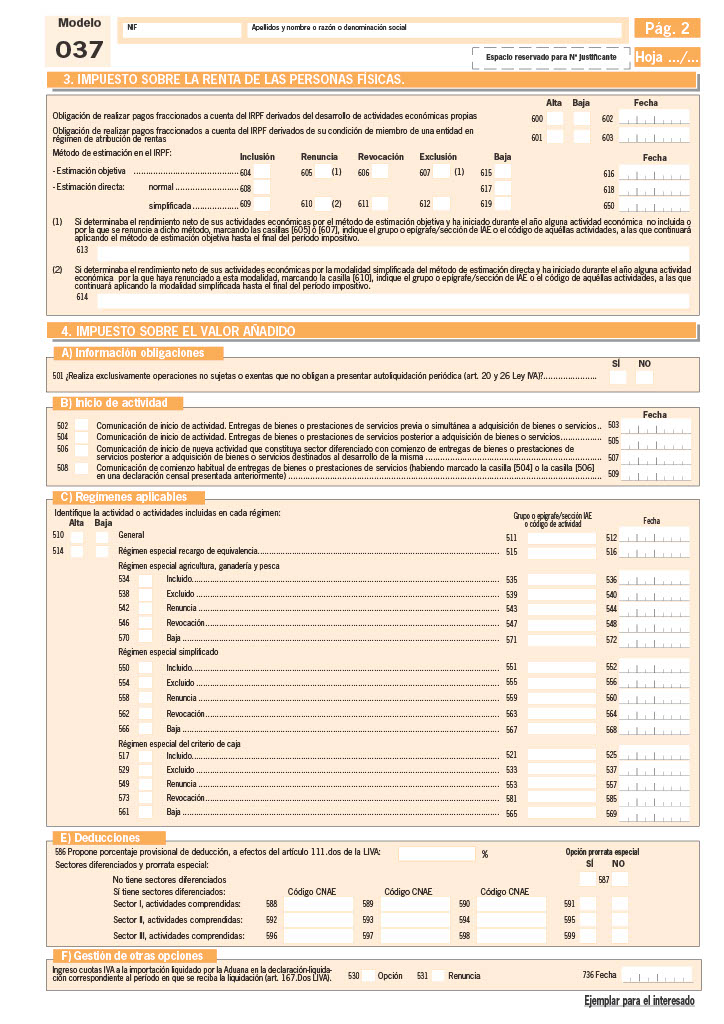 Modelo
037
NIF
Apellidos y nombre o razón o denominación social
Pág. 2
Espacio reservado para Nº justificante
Hoja .../...
3. IMPUESTO SOBRE LA RENTA DE LAS PERSONAS FÍSICAS.
Alta Baja Fecha
Obligación de realizar pagos fraccionados a cuenta del IRPF derivados del desarrollo de actividades económicas propias 600 602
Obligación de realizar pagos fraccionados a cuenta del IRPF derivados de su condición de miembro de una entidad en
régimen de atribución de rentas 601 603
Método de estimación en el IRPF:
Inclusión Renuncia Revocación Exclusión Baja Fecha
- Estimación objetiva 604 605 (1) 606 607 (1) 615 616
- Estimación directa: normal 608 617 618
simplificada 609 610 (2) 611 612 619 650
(1) Si determinaba el rendimiento neto de sus actividades económicas por el método de estimación objetiva y ha iniciado durante el año alguna actividad económica no incluida o
por la que se renuncie a dicho método, marcando las casillas [605] ó [607], indique el grupo o epígrafe/sección de IAE o el código de aquéllas actividades, a las que continuará
aplicando el método de estimación objetiva hasta el final del período impositivo.
613
(2) Si determinaba el rendimiento neto de sus actividades económicas por la modalidad simplificada del método de estimación directa y ha iniciado durante el año alguna actividad
económica por la que haya renunciado a esta modalidad, marcando la casilla [610], indique el grupo o epígrafe/sección de IAE o el código de aquéllas actividades, a las que
continuará aplicando la modalidad simplificada hasta el final del período impositivo.
614
4. IMPUESTO SOBRE EL VALOR AÑADIDO
A) Información obligaciones
SÍ NO
501 ¿Realiza exclusivamente operaciones no sujetas o exentas que no obligan a presentar autoliquidación periódica (art. 20 y 26 Ley IVA)?
B) Inicio de actividad
Fecha
502 Comunicación de inicio de actividad. Entregas de bienes o prestaciones de servicios previa o simultánea a adquisición de bienes o servicios.. 503
504 Comunicación de inicio de actividad. Entregas de bienes o prestaciones de servicios posterior a adquisición de bienes o servicios 505
506 Comunicación de inicio de nueva actividad que constituya sector diferenciado con comienzo de entregas de bienes o prestaciones de
servicios posterior a adquisición de bienes o servicios destinados al desarrollo de la misma 507
508 Comunicación de comienzo habitual de entregas de bienes o prestaciones de servicios (habiendo marcado la casilla [504] o la casilla [506]
en una declaración censal presentada anteriormente) 509
C) Regímenes aplicables
Identifique la actividad o actividades incluidas en cada régimen:
Alta Baja
Grupo o epígrafe/sección IAE
o código de actividad
Fecha
510 General 511 512
514 Régimen especial recargo de equivalencia 515 516
Régimen especial agricultura, ganadería y pesca
534 Incluido 535 536
538 Excluido 539 540
542 Renuncia 543 544
546 Revocación 547 548
570 Baja 571 572
Régimen especial simplificado
550 Incluido 551 552
554 Excluido 555 556
558 Renuncia 559 560
562 Revocación 563 564
566 Baja 567 568
Régimen especial del criterio de caja
517 Incluido 521 525
529 Excluido 533 537
549 Renuncia 553 557
573 Revocación 581 585
561 Baja 565 569
E) Deducciones
586 Propone porcentaje provisional de deducción, a efectos del artículo 111.dos de la LIVA: %
Opción prorrata especial
Sectores diferenciados y prorrata especial: SÍ NO
No tiene sectores diferenciados 587
Sí tiene sectores diferenciados: Código CNAE Código CNAE Código CNAE
Sector I, actividades comprendidas: 588 589 590 591
Sector II, actividades comprendidas: 592 593 594 595
Sector III, actividades comprendidas: 596 597 598 599
F) Gestión de otras opciones
Ingreso cuotas IVA a la importación liquidado por la Aduana en la declaración-liquida-
ción correspondiente al período en que se reciba la liquidación (art. 167.Dos LIVA). 530 Opción 531 Renuncia 736 Fecha
Ejemplar para el interesado